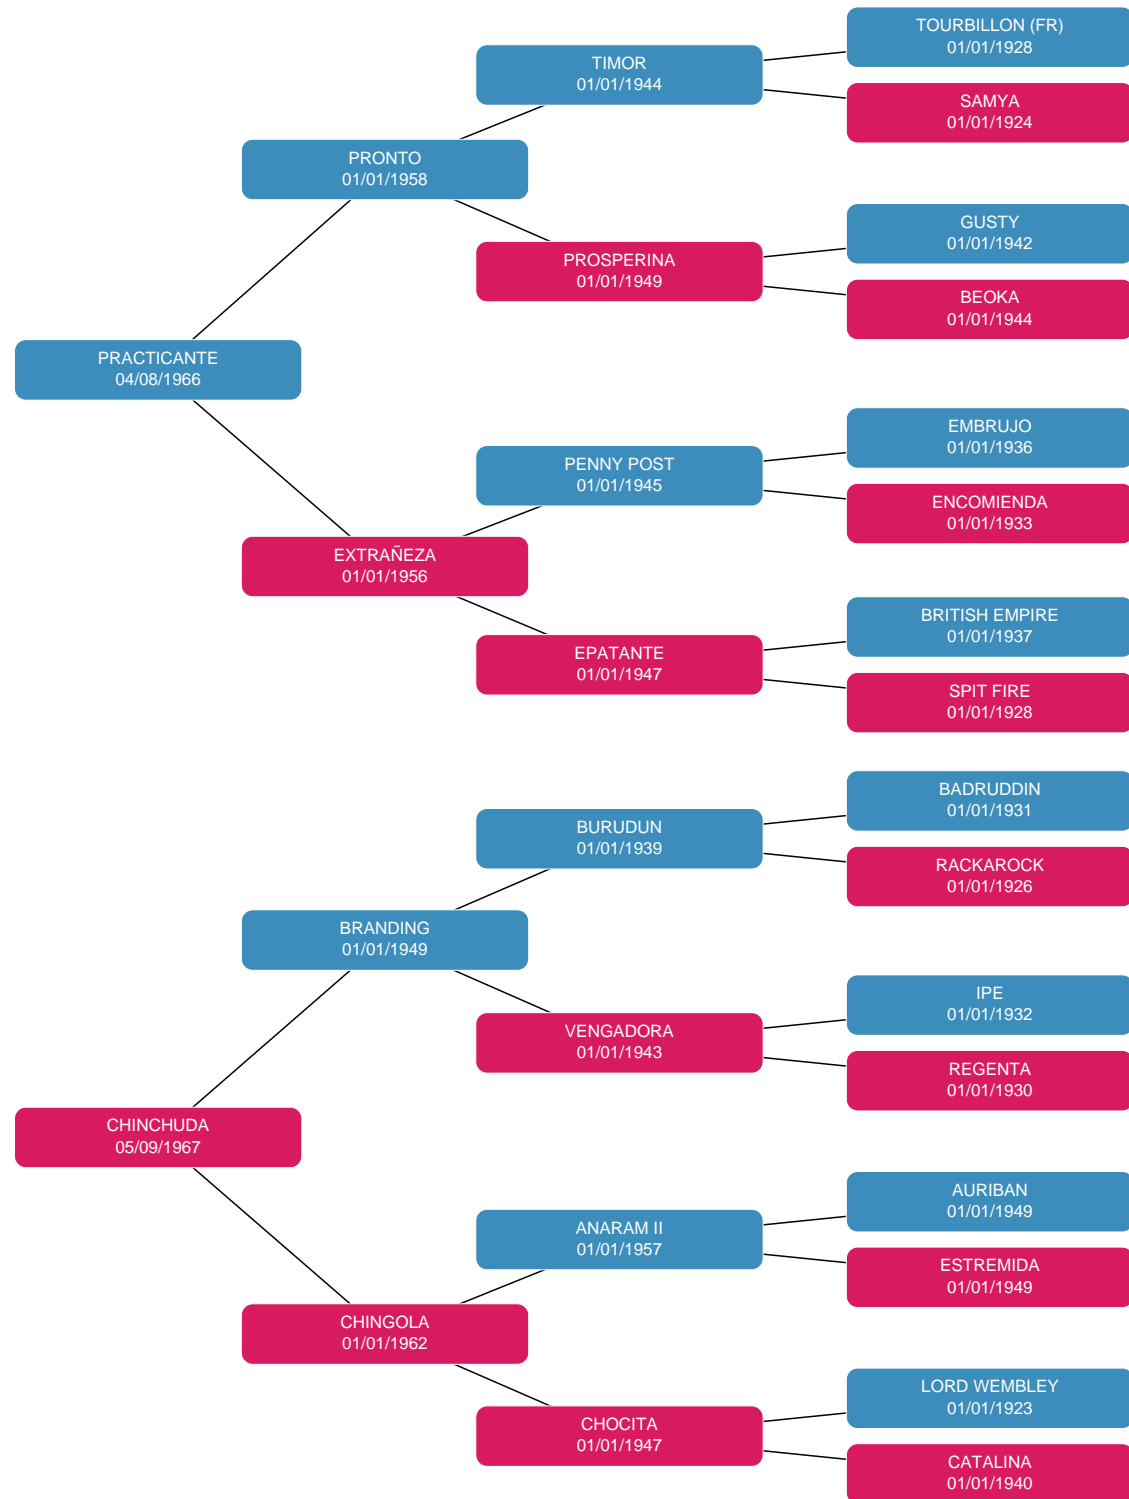 TOURBILLON (FR)
01/01/1928
TIMOR
01/01/1944
SAMYA
01/01/1924
PRONTO
01/01/1958
GUSTY
01/01/1942
PROSPERINA
01/01/1949
BEOKA
01/01/1944
PRACTICANTE
04/08/1966
EMBRUJO
01/01/1936
PENNY POST
01/01/1945
ENCOMIENDA
01/01/1933
EXTRAÑEZA
01/01/1956
BRITISH EMPIRE
01/01/1937
EPATANTE
01/01/1947
SPIT FIRE
01/01/1928
BADRUDDIN
01/01/1931
BURUDUN
01/01/1939
RACKAROCK
01/01/1926
BRANDING
01/01/1949
IPE
01/01/1932
VENGADORA
01/01/1943
REGENTA
01/01/1930
CHINCHUDA
05/09/1967
AURIBAN
01/01/1949
ANARAM II
01/01/1957
ESTREMIDA
01/01/1949
CHINGOLA
01/01/1962
LORD WEMBLEY
01/01/1923
CHOCITA
01/01/1947
CATALINA
01/01/1940